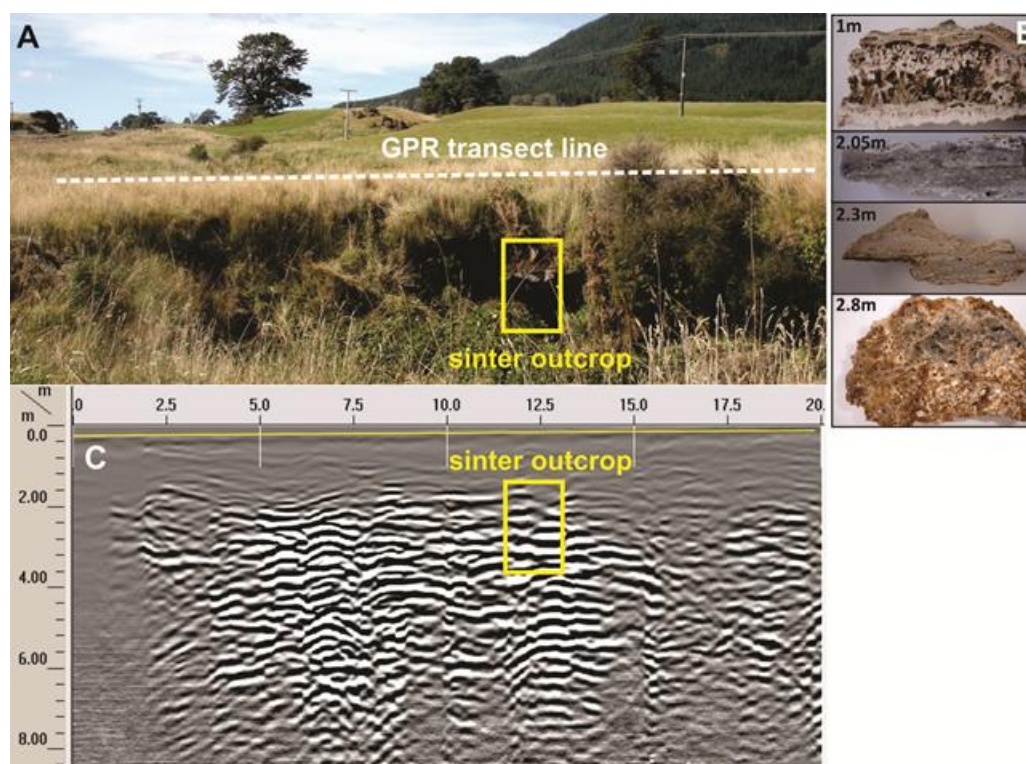 A
GPR transect line
sinter outcrop
1m
2.05m
2.3m
2.8m
m
m
.0 2.5 5.0 7.5 10.0 12.5 15.0 17.5 20.
0.0
C
sinter outcrop
2.00
4.00
6.00
8.00